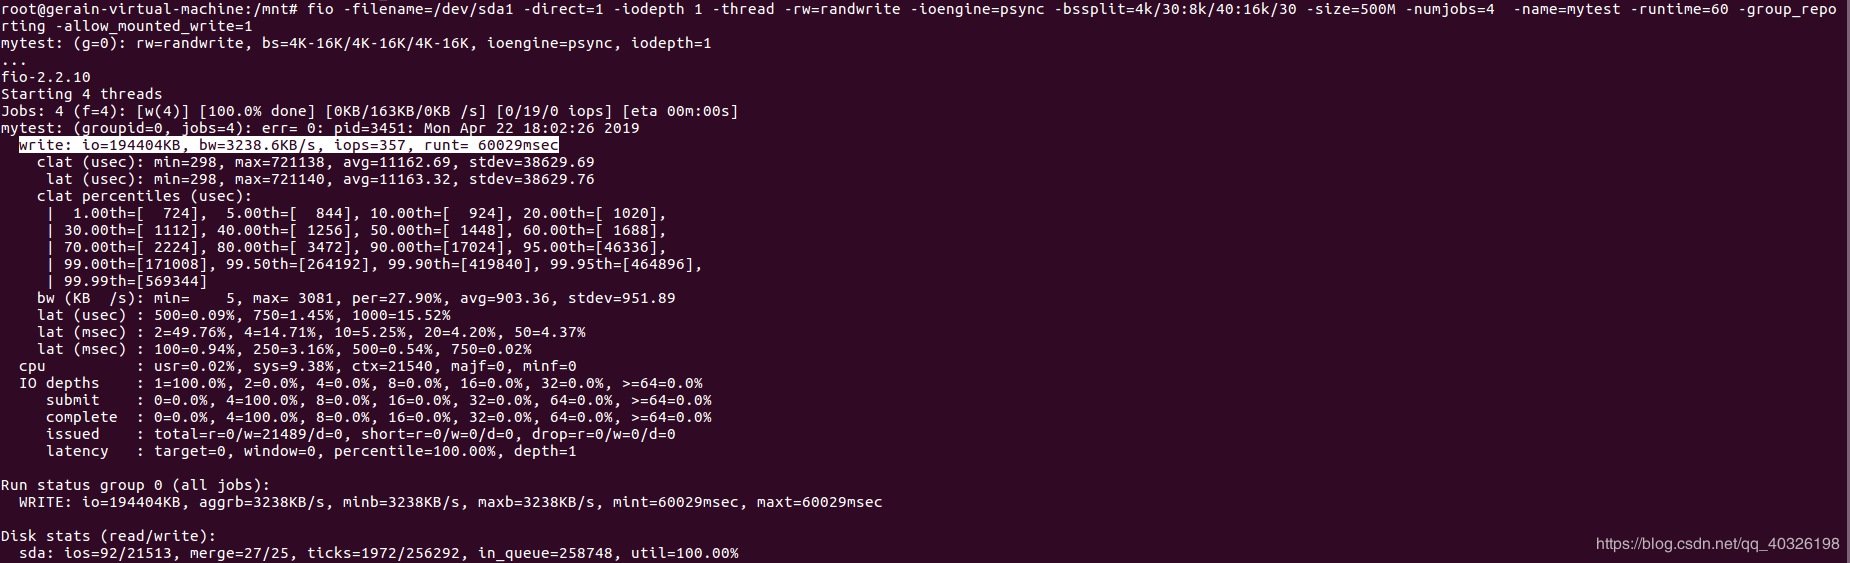 root@gerain-virtual-machine:/mnt# fio -filename=/dev/sda1 -direct=1 -iodepth 1 -thread -rw=randwrite -ioengine=psync -bssplit=4k/30:8k/40:16k/30 -size=500M -numjobs=4  -name=mytest -runtime=60 -group_repo
rting -allow_mounted_write=1
mytest: (g=0): rw=randwrite, bs=4K-16K/4K-16K/4K-16K, ioengine=psync, iodepth=1
...
fio-2.2.10
Starting 4 threads
Jobs: 4 (f=4): [w(4)] [100.0% done] [0KB/163KB/0KB /s] [0/19/0 iops] [eta 00m:00s]
mytest: (groupid=0, jobs=4): err= 0: pid=3451: Mon Apr 22 18:02:26 2019
  write: io=194404KB, bw=3238.6KB/s, iops=357, runt= 60029msec
    clat (usec): min=298, max=721138, avg=11162.69, stdev=38629.69
     lat (usec): min=298, max=721140, avg=11163.32, stdev=38629.76
    clat percentiles (usec):
     |  1.00th=[  724],  5.00th=[  844], 10.00th=[  924], 20.00th=[ 1020],
     | 30.00th=[ 1112], 40.00th=[ 1256], 50.00th=[ 1448], 60.00th=[ 1688],
     | 70.00th=[ 2224], 80.00th=[ 3472], 90.00th=[17024], 95.00th=[46336],
     | 99.00th=[171008], 99.50th=[264192], 99.90th=[419840], 99.95th=[464896],
     | 99.99th=[569344]
    bw (KB  /s): min=    5, max= 3081, per=27.90%, avg=903.36, stdev=951.89
    lat (usec) : 500=0.09%, 750=1.45%, 1000=15.52%
    lat (msec) : 2=49.76%, 4=14.71%, 10=5.25%, 20=4.20%, 50=4.37%
    lat (msec) : 100=0.94%, 250=3.16%, 500=0.54%, 750=0.02%
  cpu          : usr=0.02%, sys=9.38%, ctx=21540, majf=0, minf=0
  IO depths    : 1=100.0%, 2=0.0%, 4=0.0%, 8=0.0%, 16=0.0%, 32=0.0%, >=64=0.0%
     submit    : 0=0.0%, 4=100.0%, 8=0.0%, 16=0.0%, 32=0.0%, 64=0.0%, >=64=0.0%
     complete  : 0=0.0%, 4=100.0%, 8=0.0%, 16=0.0%, 32=0.0%, 64=0.0%, >=64=0.0%
     issued    : total=r=0/w=21489/d=0, short=r=0/w=0/d=0, drop=r=0/w=0/d=0
     latency   : target=0, window=0, percentile=100.00%, depth=1

Run status group 0 (all jobs):
  WRITE: io=194404KB, aggrb=3238KB/s, minb=3238KB/s, maxb=3238KB/s, mint=60029msec, maxt=60029msec

Disk stats (read/write):
  sda: ios=92/21513, merge=27/25, ticks=1972/256292, in_queue=258748, util=100.00%
https://blog.csdn.net/qq_40326198